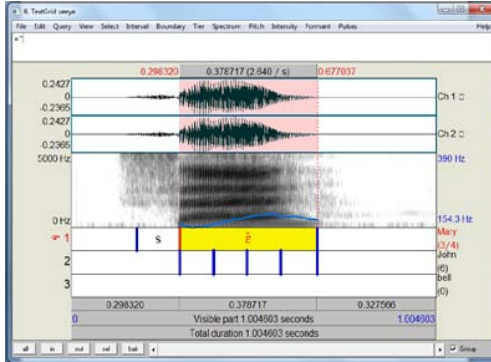 6. TextGrid seeya
File Edit Query View Select Interval Boundary Tier Spectrum Pitch Intensity Formant Pulses Help
0.298320 0.378717 (2.640 / s) 0.677037
0.2427
0
-0.2365
Ch 1
0.2427
0
-0.2365
Ch 2
5000 Hz
390 Hz
0 Hz
154.3 Hz
1 s Mary
(3/4)
2 John
(6)
3 bell
(0)
0.298320 0.378717 0.327566
0 Visible part 1.004603 seconds 1.004603
Total duration 1.004603 seconds
all in out sel bak Group